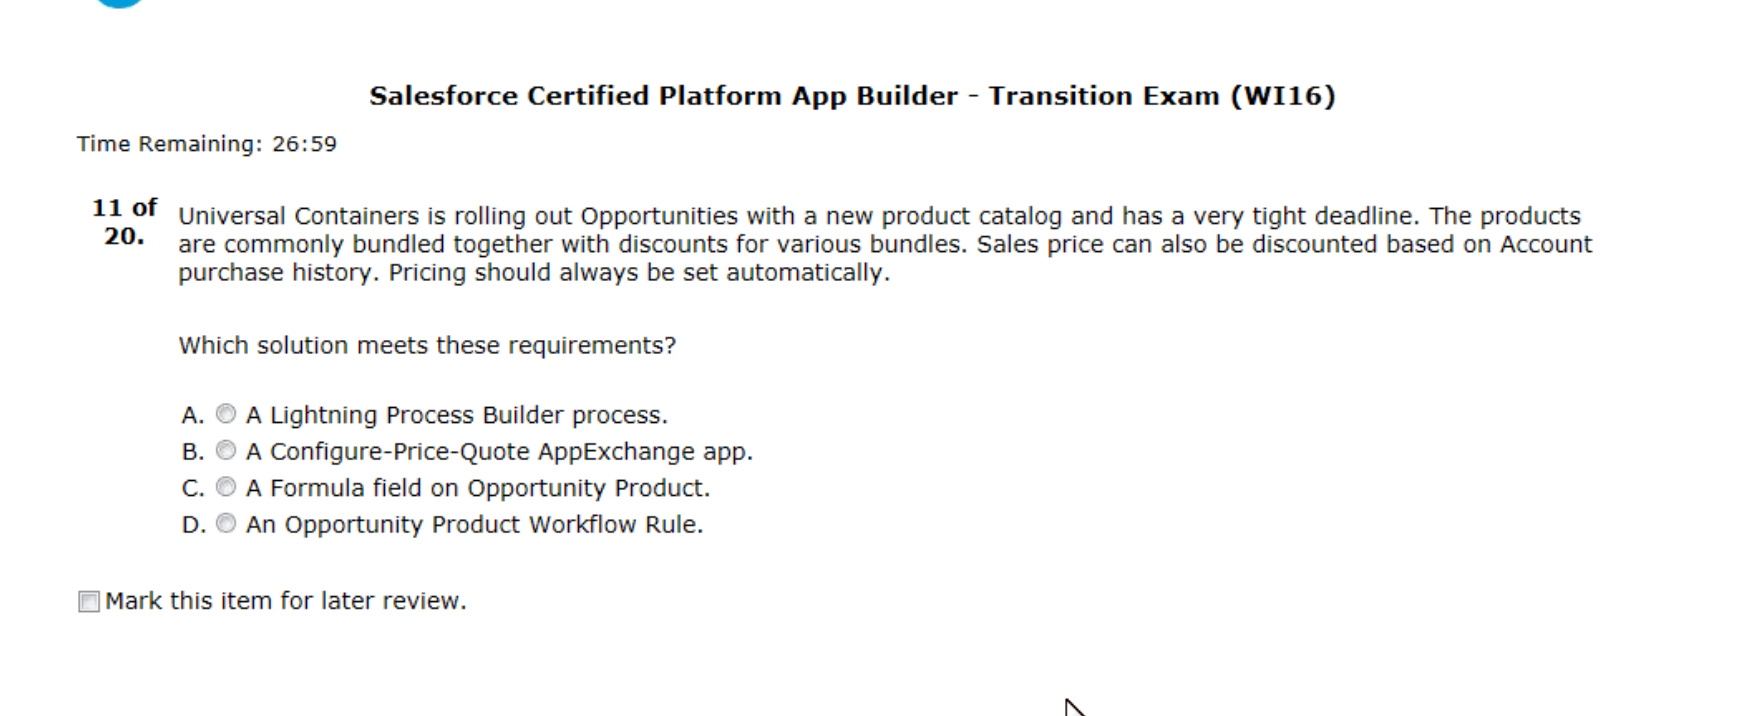 Salesforce Certified Platform App Builder - Transition Exam (WI16)
Time Remaining: 26:59
11 of
20.
Universal Containers is rolling out Opportunities with a new product catalog and has a very tight deadline. The products
are commonly bundled together with discounts for various bundles. Sales price can also be discounted based on Account
purchase history. Pricing should always be set automatically.
Which solution meets these requirements?
A. A Lightning Process Builder process.
B. A Configure-Price-Quote AppExchange app.
C. A Formula field on Opportunity Product.
D. An Opportunity Product Workflow Rule.
Mark this item for later review.